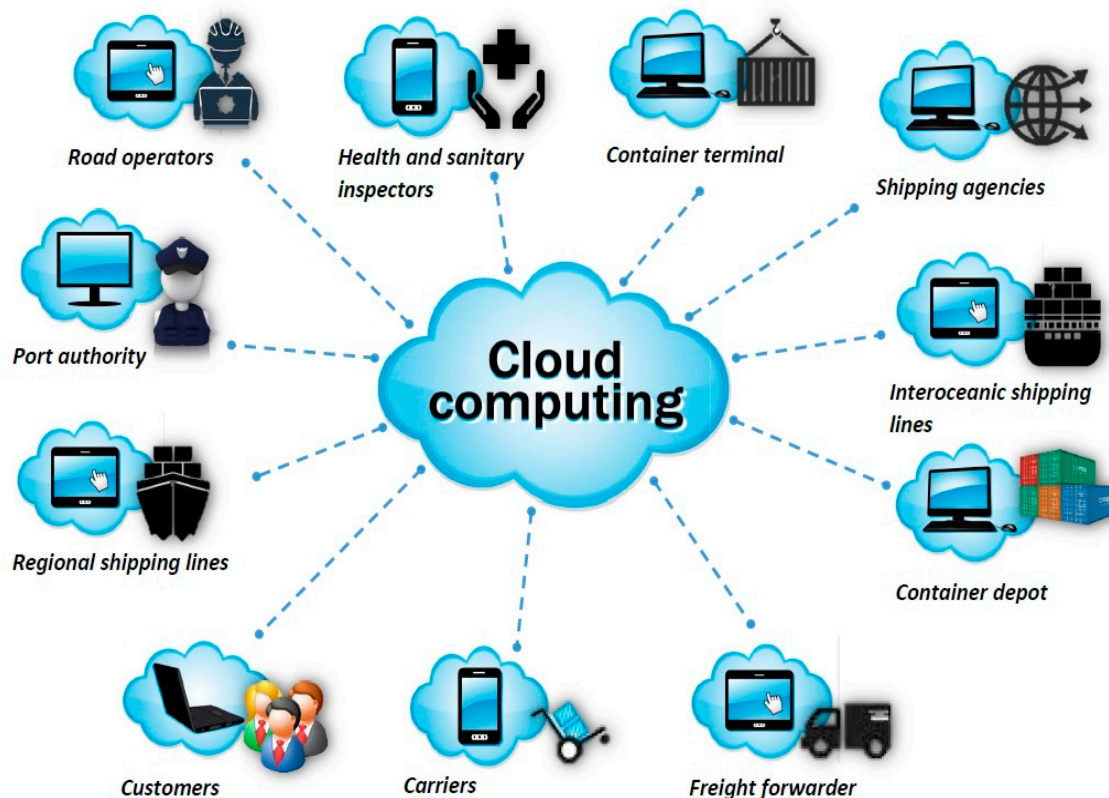 Road operators
Health and sanitary
inspectors
Container terminal
Shipping agencies
Port authority
Cloud
computing
Interoceanic shipping
lines
Regional shipping lines
Container depot
Customers
Carriers
Freight forwarder